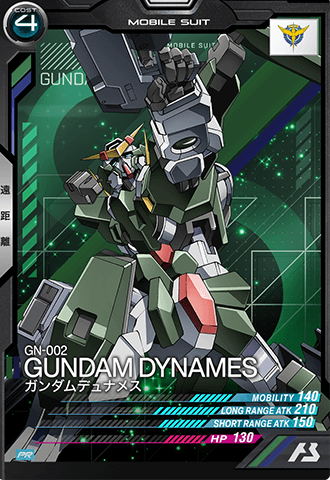 COST
4
MOBILE SUIT
MOBILE SUIT
GUNDA
遠距離
GN-002
GUNDAM DYNAMES
ガンダムデュナメス
MOBILITY 140
LONG RANGE ATK 210
SHORT RANGE ATK 150
HP 130
PR